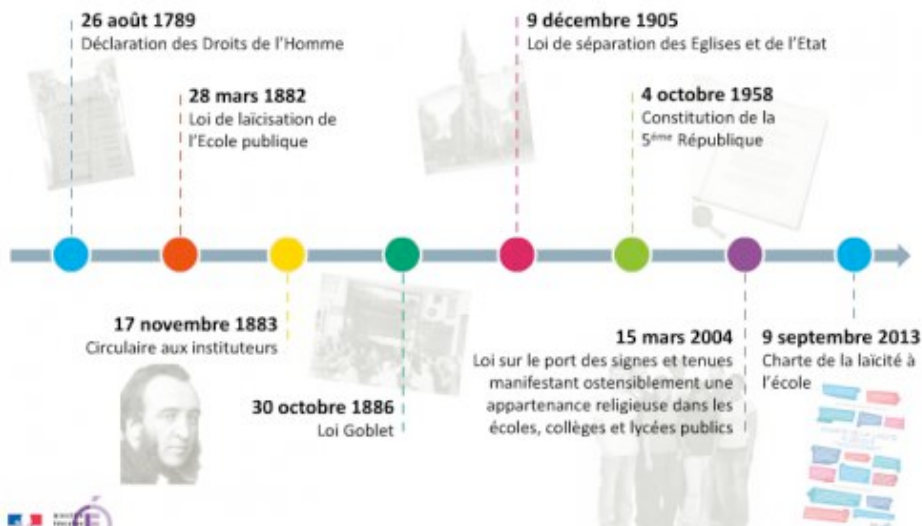 26 août 1789
Déclaration des Droits de l'Homme
28 mars 1882
Loi de laïcisation de
l'Ecole publique
9 décembre 1905
Loi de séparation des Eglises et de l'Etat
4 octobre 1958
Constitution de la
5ème République
17 novembre 1883
Circulaire aux instituteurs
30 octobre 1886
Loi Goblet
15 mars 2004
Loi sur le port des signes et tenues
manifestant ostensiblement une
appartenance religieuse dans les
écoles, collèges et lycées publics
9 septembre 2013
Charte de la laïcité à
l'école